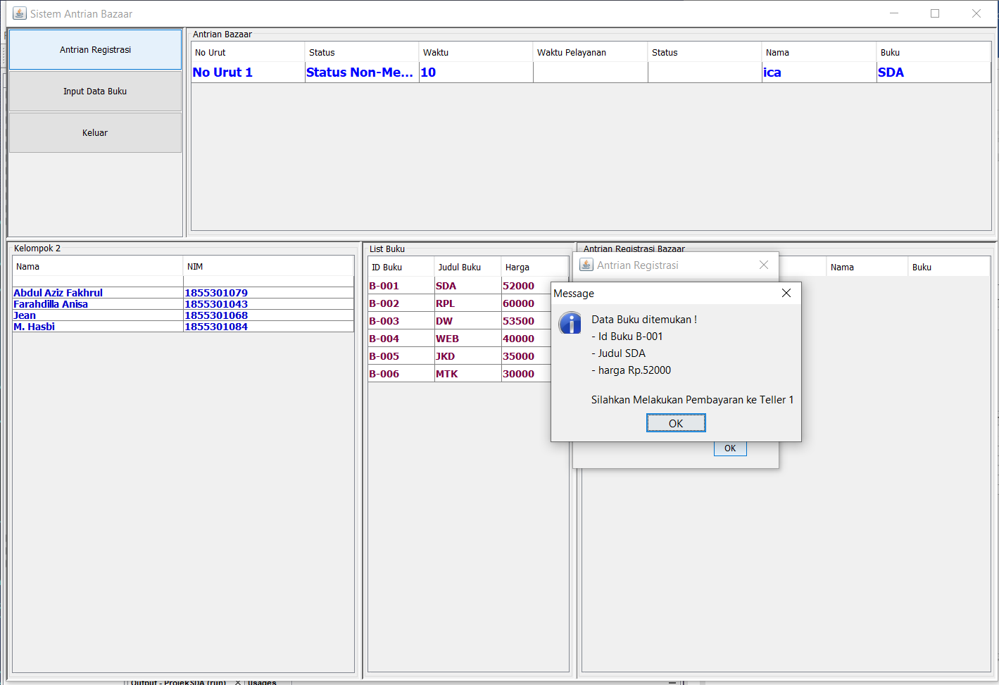 Sistem Antrian Bazaar
Antrian Registrasi
Input Data Buku
Keluar
Antrian Bazaar
No Urut Status Waktu Waktu Pelayanan Status Nama Buku
No Urut 1 Status Non-Me... 10 ica SDA
Kelompok 2
Nama NIM
Abdul Aziz Fakhrul 1855301079
Farahdilla Anisa 1855301043
Jean 1855301068
M. Hasbi 1855301084
List Buku
ID Buku Judul Buku Harga
B-001 SDA 52000
B-002 RPL 60000
B-003 DW 53500
B-004 WEB 40000
B-005 JKD 35000
B-006 MTK 30000
Antrian Registrasi Bazaar
Nama Buku
Antrian Registrasi
Message
Data Buku ditemukan !
- Id Buku B-001
- Judul SDA
- harga Rp.52000
Silahkan Melakukan Pembayaran ke Teller 1
OK
OK
Output - ProjekSDA (run) X Usages